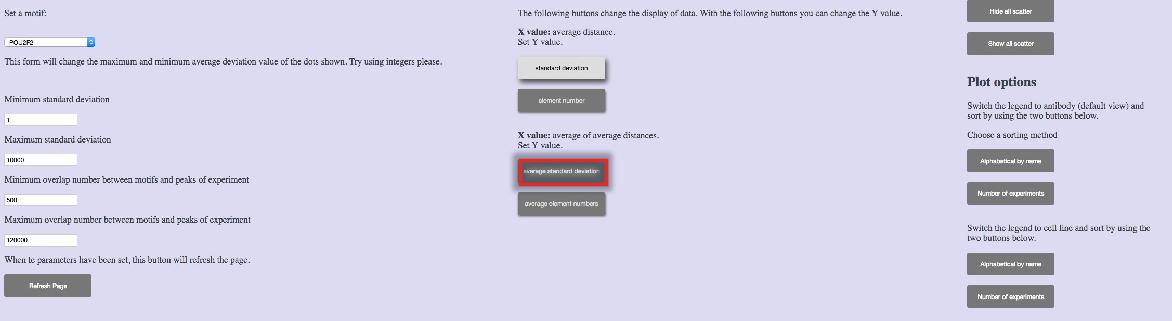 Set a motif:
POU2F2
This form will change the maximum and minimum average deviation value of the dots shown. Try using integers please.
Minimum standard deviation
1
Maximum standard deviation
10000
Minimum overlap number between motifs and peaks of experiment
500
Maximum overlap number between motifs and peaks of experiment
120000
When te parameters have been set, this button will refresh the page.
Refresh Page
The following buttons change the display of data. With the following buttons you can change the Y value.
X value: average distance.
Set Y value.
standard deviation
element number
X value: average of average distances.
Set Y value.
average standard deviation
average element numbers
Hide all scatter
Show all scatter
Plot options
Switch the legend to antibody (default view) and
sort by using the two buttons below.
Choose a sorting method
Alphabetical by name
Number of experiments
Switch the legend to cell line and sort by using the
two buttons below.
Alphabetical by name
Number of experiments